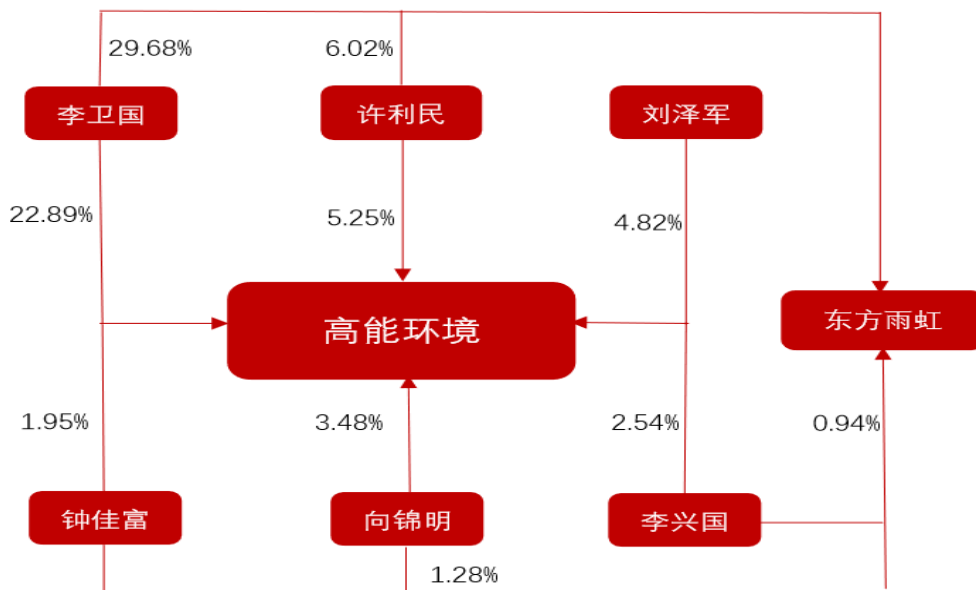 29.68%
6.02%
李卫国
许利民
刘泽军
22.89%
5.25%
4.82%
高能环境
东方雨虹
1.95%
3.48%
2.54%
0.94%
钟佳富
向锦明
李兴国
1.28%